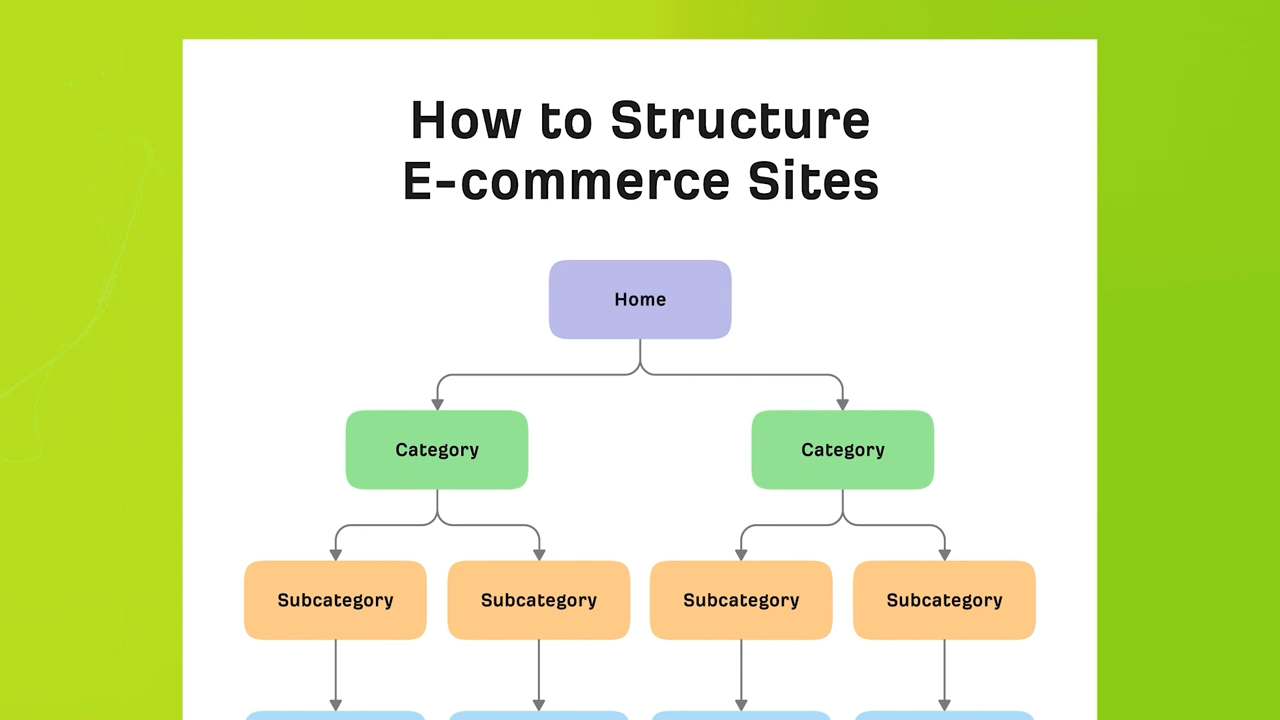 How to Structure
E-commerce Sites
Home
Category
Category
Subcategory
Subcategory
Subcategory
Subcategory